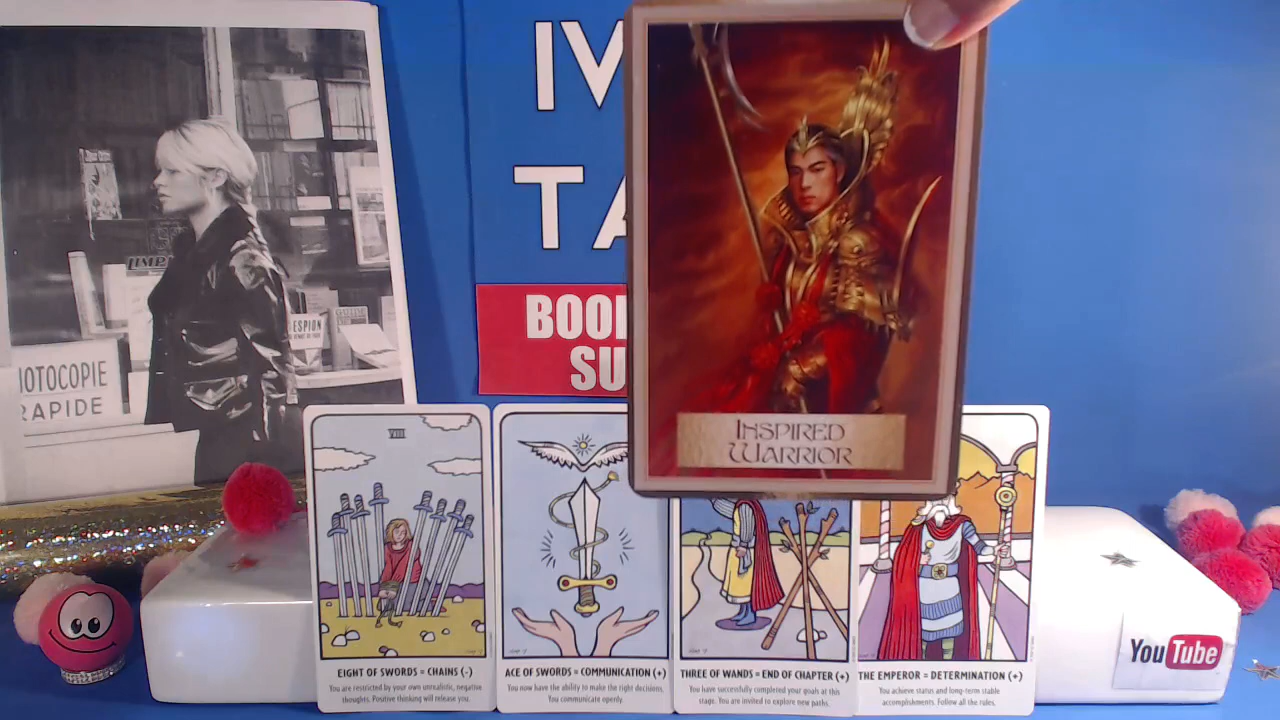 IV
TA
BOO
SU
INSPIRED
WARRIOR
LIMP
ESPION
OTOCOPIE
RAPIDE
VIII
EIGHT OF SWORDS = CHAINS (-)
You are restricted by your own unrealistic, negative
thoughts. Positive thinking will release you.
ACE OF SWORDS = COMMUNICATION (+)
You now have the ability to make the right decisions.
You communicate openly.
THREE OF WANDS = END OF CHAPTER (+)
You have successfully completed your goals at this
stage. You are invited to explore new paths.
THE EMPEROR = DETERMINATION (+)
You achieve status and long-term stable
accomplishments. Follow all the rules.
YouTube